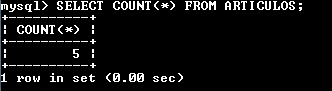 mysql> SELECT COUNT(*) FROM ARTICULOS;
+----------+
| COUNT(*) |
+----------+
|        5 |
+----------+
1 row in set (0.00 sec)